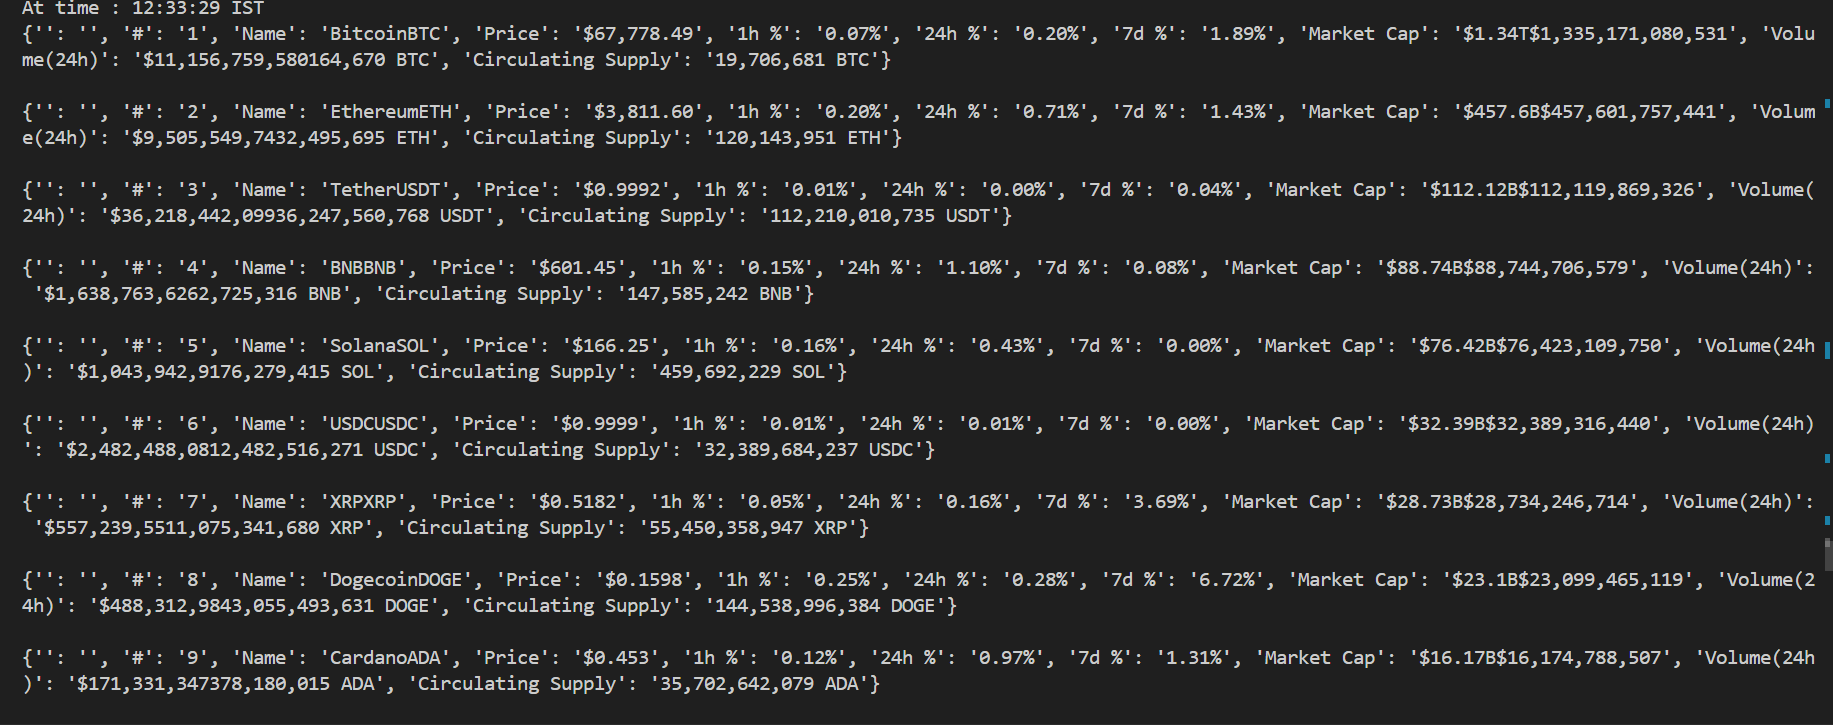 At time : 12:33:29 IST
{'': '', '#': '1', 'Name': 'BitcoinBTC', 'Price': '$67,778.49', '1h %': '0.07%', '24h %': '0.20%', '7d %': '1.89%', 'Market Cap': '$1.34T$1,335,171,080,531', 'Volu
me(24h)': '$11,156,759,580164,670 BTC', 'Circulating Supply': '19,706,681 BTC'}
{'': '', '#': '2', 'Name': 'EthereumETH', 'Price': '$3,811.60', '1h %': '0.20%', '24h %': '0.71%', '7d %': '1.43%', 'Market Cap': '$457.6B$457,601,757,441', 'Volum
e(24h)': '$9,505,549,7432,495,695 ETH', 'Circulating Supply': '120,143,951 ETH'}
{'': '', '#': '3', 'Name': 'TetherUSDT', 'Price': '$0.9992', '1h %': '0.01%', '24h %': '0.00%', '7d %': '0.04%', 'Market Cap': '$112.12B$112,119,869,326', 'Volume(
24h)': '$36,218,442,09936,247,560,768 USDT', 'Circulating Supply': '112,210,010,735 USDT'}
{'': '', '#': '4', 'Name': 'BNBBNB', 'Price': '$601.45', '1h %': '0.15%', '24h %': '1.10%', '7d %': '0.08%', 'Market Cap': '$88.74B$88,744,706,579', 'Volume(24h)':
'$1,638,763,6262,725,316 BNB', 'Circulating Supply': '147,585,242 BNB'}
{'': '', '#': '5', 'Name': 'SolanaSOL', 'Price': '$166.25', '1h %': '0.16%', '24h %': '0.43%', '7d %': '0.00%', 'Market Cap': '$76.42B$76,423,109,750', 'Volume(24h
)': '$1,043,942,9176,279,415 SOL', 'Circulating Supply': '459,692,229 SOL'}
{'': '', '#': '6', 'Name': 'USDCUSDC', 'Price': '$0.9999', '1h %': '0.01%', '24h %': '0.01%', '7d %': '0.00%', 'Market Cap': '$32.39B$32,389,316,440', 'Volume(24h)
': '$2,482,488,0812,482,516,271 USDC', 'Circulating Supply': '32,389,684,237 USDC'}
{'': '', '#': '7', 'Name': 'XRPXRP', 'Price': '$0.5182', '1h %': '0.05%', '24h %': '0.16%', '7d %': '3.69%', 'Market Cap': '$28.73B$28,734,246,714', 'Volume(24h)':
'$557,239,5511,075,341,680 XRP', 'Circulating Supply': '55,450,358,947 XRP'}
{'': '', '#': '8', 'Name': 'DogecoinDOGE', 'Price': '$0.1598', '1h %': '0.25%', '24h %': '0.28%', '7d %': '6.72%', 'Market Cap': '$23.1B$23,099,465,119', 'Volume(2
4h)': '$488,312,9843,055,493,631 DOGE', 'Circulating Supply': '144,538,996,384 DOGE'}
{'': '', '#': '9', 'Name': 'CardanoADA', 'Price': '$0.453', '1h %': '0.12%', '24h %': '0.97%', '7d %': '1.31%', 'Market Cap': '$16.17B$16,174,788,507', 'Volume(24h
)': '$171,331,347378,180,015 ADA', 'Circulating Supply': '35,702,642,079 ADA'}